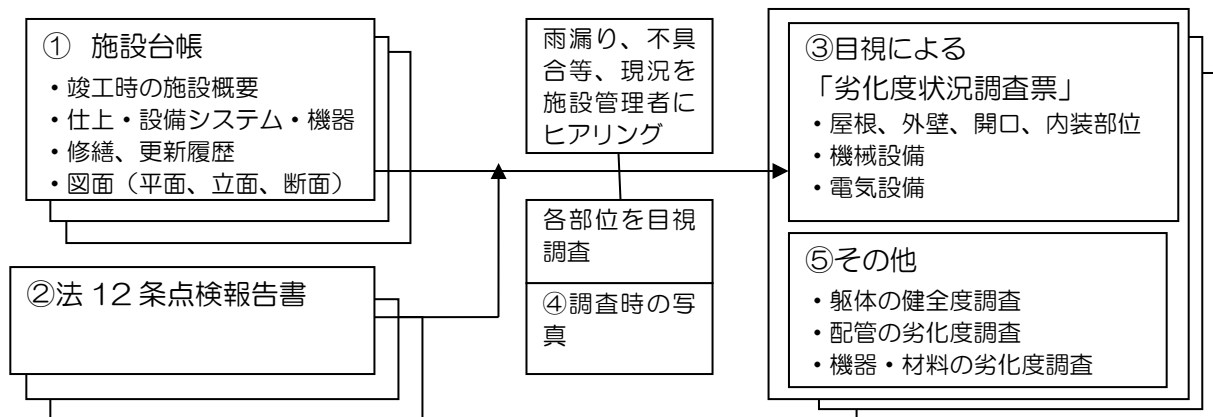 ① 施設台帳
・竣工時の施設概要
・仕上・設備システム・機器
・修繕、更新履歴
・図面（平面、立面、断面）
②法 12 条点検報告書
雨漏り、不具
合等、現況を
施設管理者に
ヒアリング
各部位を目視
調査
④調査時の写
真
③目視による
「劣化度状況調査票」
・屋根、外壁、開口、内装部位
・機械設備
・電気設備
⑤その他
・躯体の健全度調査
・配管の劣化度調査
・機器・材料の劣化度調査